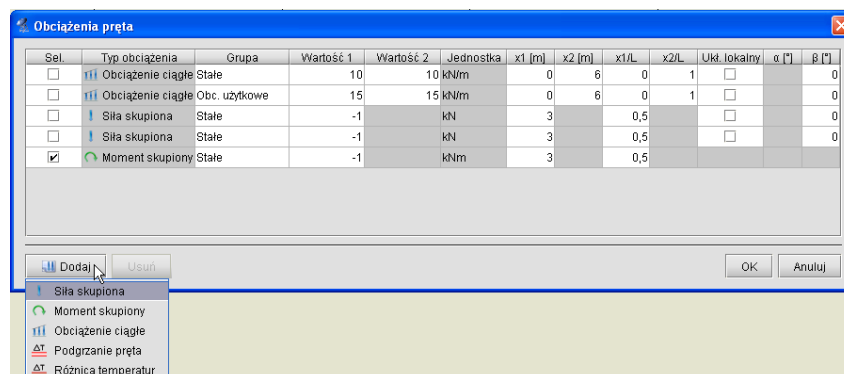 Obciążenia pręta
Sel. Typ obciążenia Grupa Wartość 1 Wartość 2 Jednostka x1 [m] x2 [m] x1/L x2/L Ukł. lokalny α [°] β [°]
Obciążenie ciągłe Stałe 10 10 kN/m 0 6 0 1 0
Obciążenie ciągłe Obc. użytkowe 15 15 kN/m 0 6 0 1 0
Siła skupiona Stałe -1 kN 3 0,5 0
Siła skupiona Stałe -1 kN 3 0,5 0
Moment skupiony Stałe -1 kNm 3 0,5
Dodaj Usuń OK Anuluj
Siła skupiona
Moment skupiony
Obciążenie ciągłe
ΔT Podgrzanie pręta
ΔT Różnica temperatur